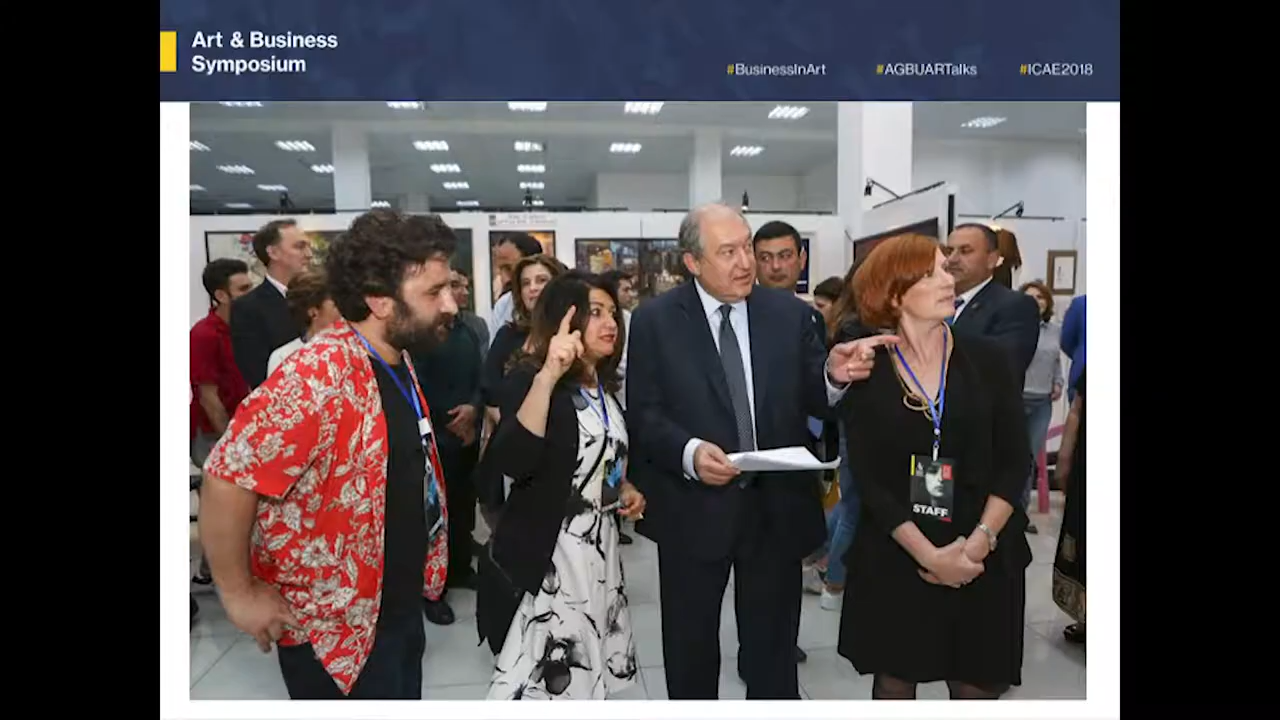 Art & Business
Symposium
#BusinessInArt
#AGBUARTalks
#ICAE2018
STAFF